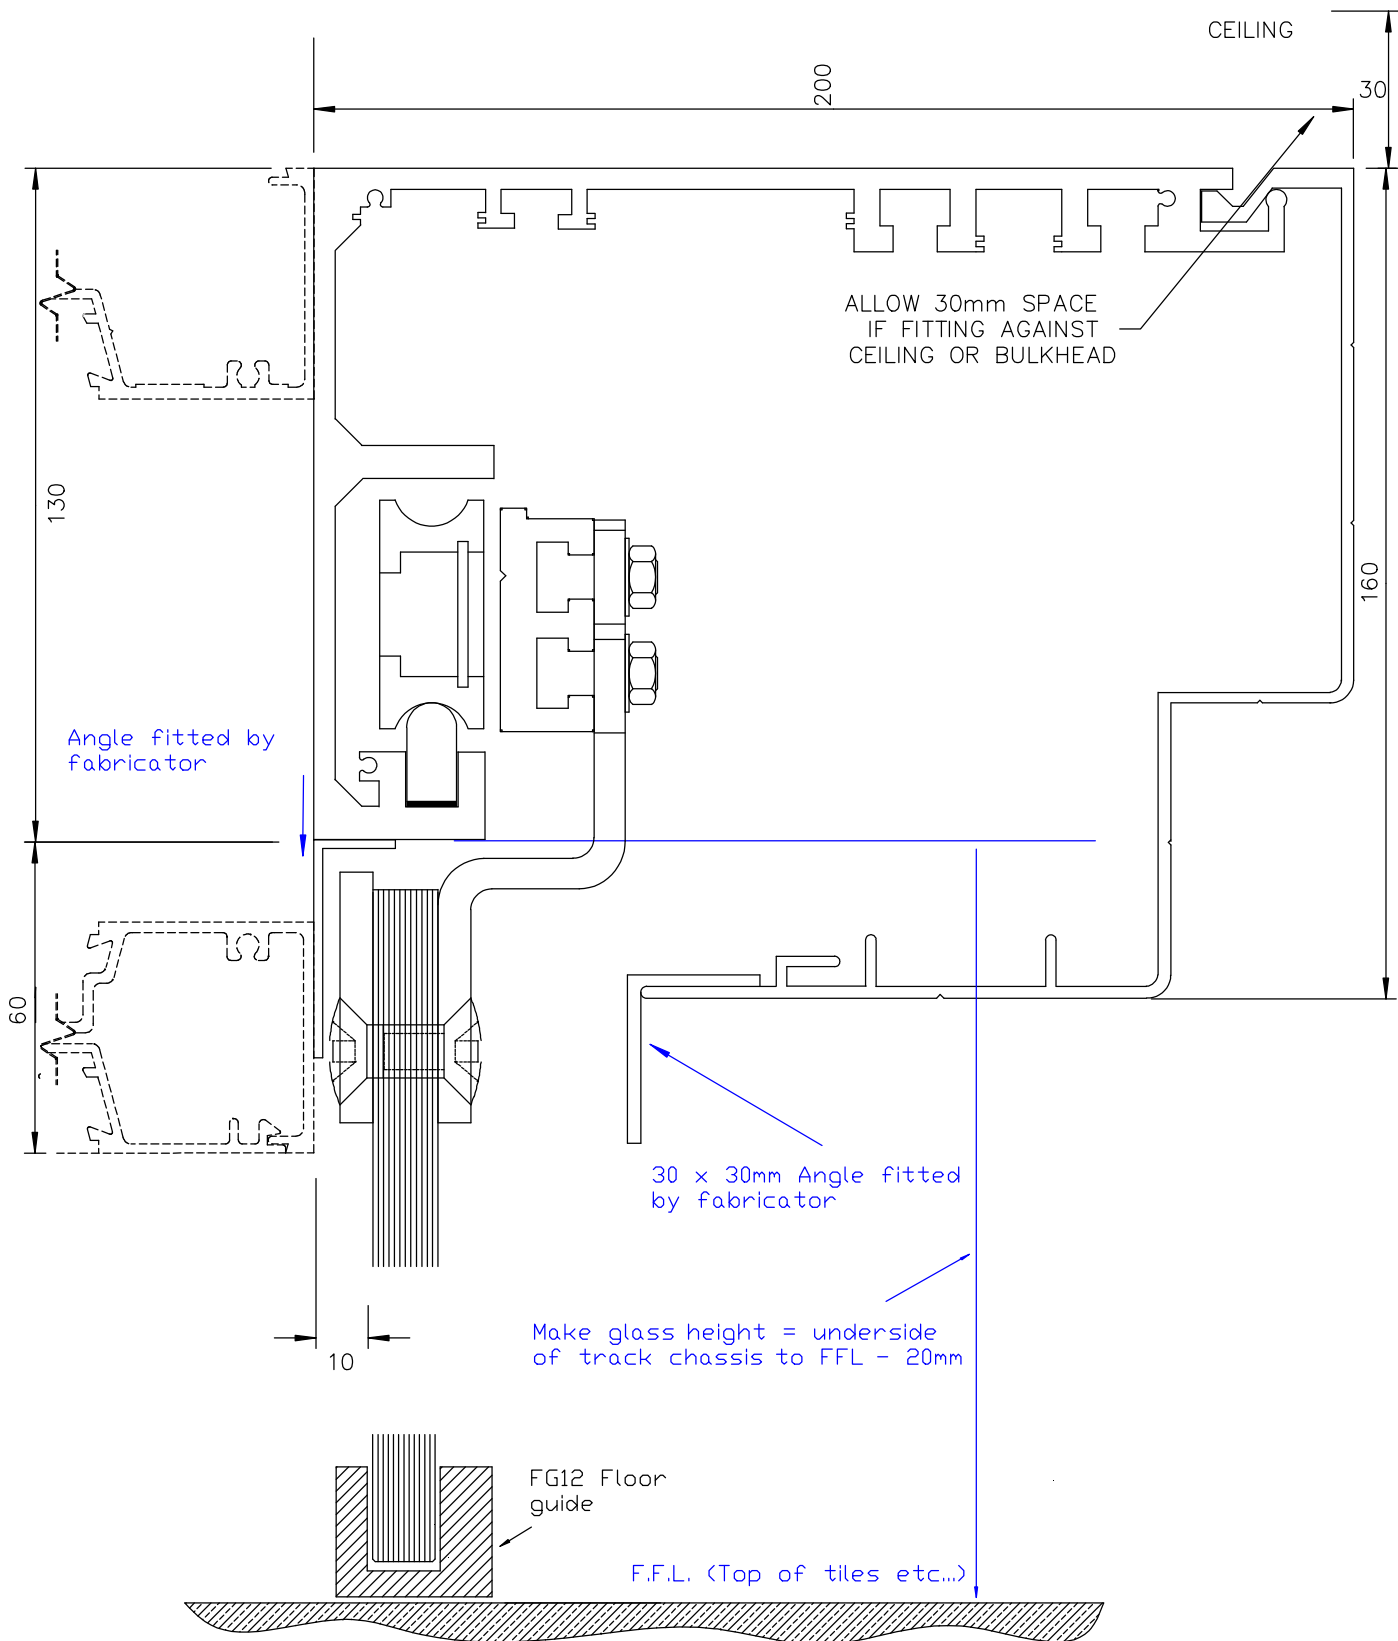 CEILING
200
30
ALLOW 30mm SPACE
IF FITTING AGAINST
CEILING OR BULKHEAD
130
160
Angle fitted by
fabricator
60
30 x 30mm Angle fitted
by fabricator
Make glass height = underside
of track chassis to FFL - 20mm
10
FG12 Floor
guide
F.F.L. (Top of tiles etc...)